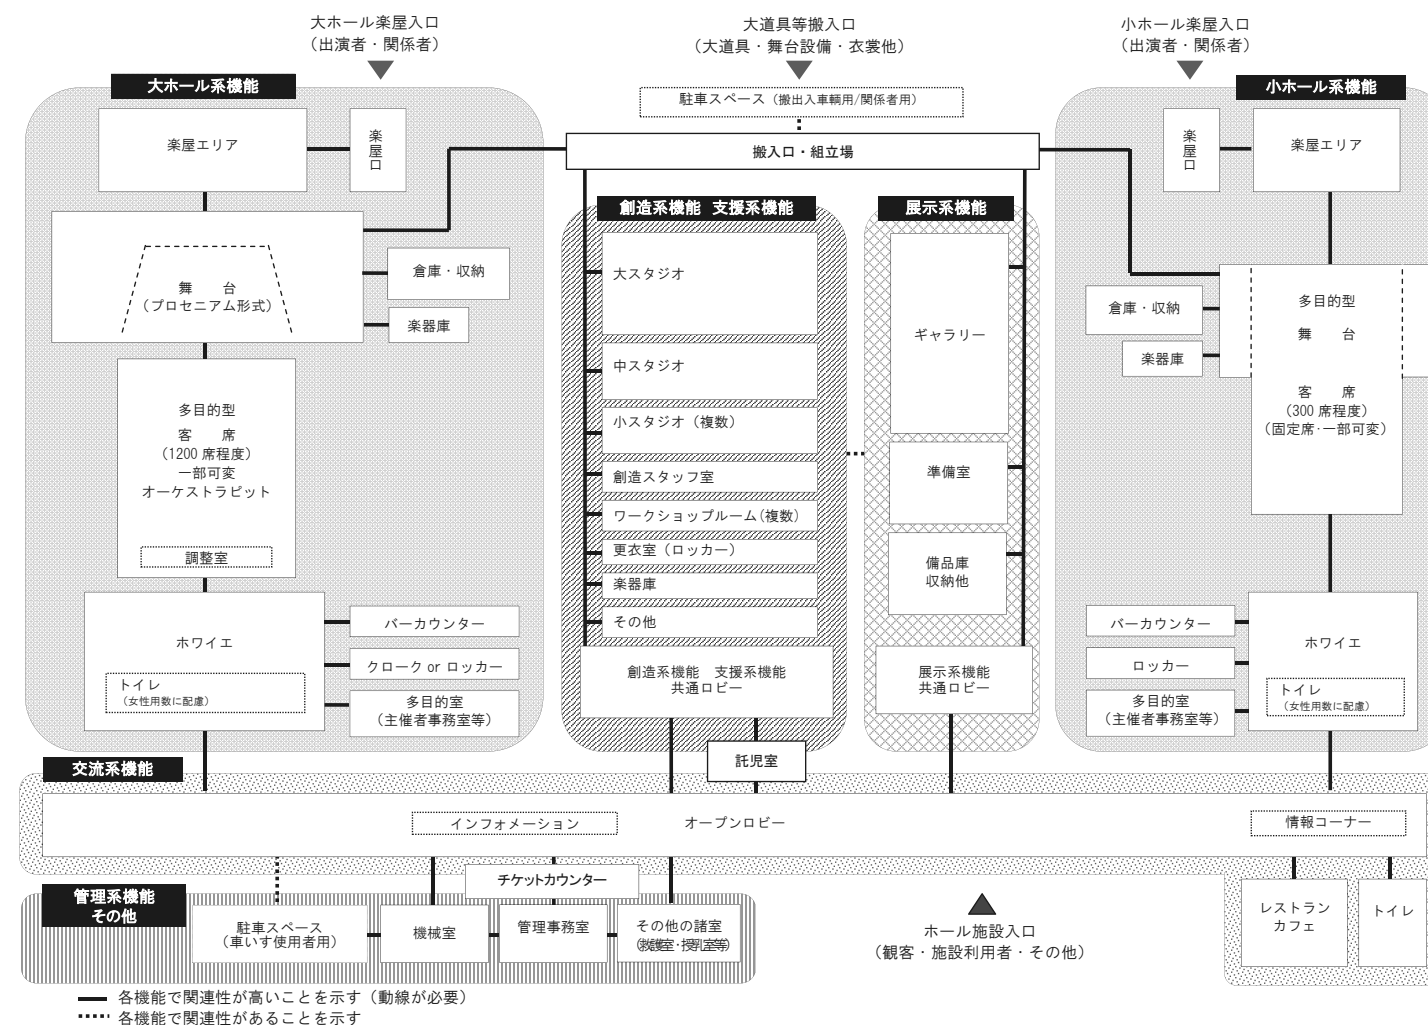 大ホール楽屋入口
（出演者・関係者）
大道具等搬入口
（大道具・舞台設備・衣裳他）
小ホール楽屋入口
（出演者・関係者）
大ホール系機能
楽屋エリア
楽屋口
舞　台
（プロセニアム形式）
倉庫・収納
楽器庫
多目的型
客　席
（1200 席程度）
一部可変
オーケストラピット
調整室
ホワイエ
トイレ
（女性用数に配慮）
バーカウンター
クローク or ロッカー
多目的室
（主催者事務室等）
駐車スペース（搬出入車輌用/関係者用）
搬入口・組立場
創造系機能　支援系機能
大スタジオ
中スタジオ
小スタジオ（複数）
創造スタッフ室
ワークショップルーム（複数）
更衣室（ロッカー）
楽器庫
その他
創造系機能　支援系機能
共通ロビー
展示系機能
ギャラリー
準備室
備品庫
収納他
展示系機能
共通ロビー
小ホール系機能
楽屋口
楽屋エリア
倉庫・収納
楽器庫
多目的型
舞　台
客　席
（300 席程度）
（固定席・一部可変）
バーカウンター
ロッカー
多目的室
（主催者事務室等）
ホワイエ
トイレ
（女性用数に配慮）
託児室
交流系機能
インフォメーション
オープンロビー
情報コーナー
管理系機能
その他
チケットカウンター
駐車スペース
（車いす使用者用）
機械室
管理事務室
その他の諸室
（救護室・授乳室等）
ホール施設入口
（観客・施設利用者・その他）
レストラン
カフェ
トイレ
各機能で関連性が高いことを示す（動線が必要）
各機能で関連性があることを示す